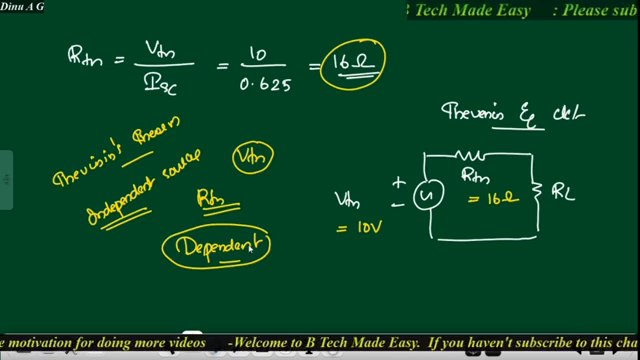 Dinu A G
B Tech Made Easy : Please sub
Rth = Vth / Isc = 10 / 0.625 = 16Ω
Thevinin's theorem
Independent source
Vth
Rth
Dependent
Thevenin's Eq ckt
Vth
= 10V
+
-
Rth
= 16Ω
RL
e motivation for doing more videos -Welcome to B Tech Made Easy. If you haven't subscribe to this cha